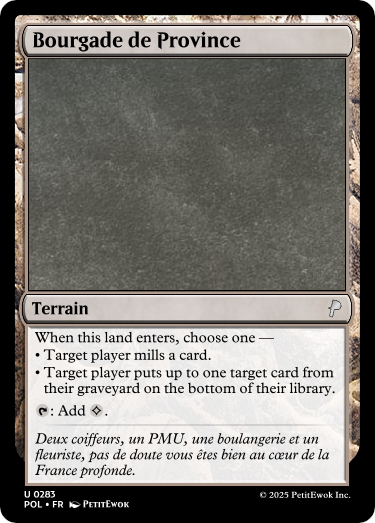 Bourgade de Province
Terrain
When this land enters, choose one —
• Target player mills a card.
• Target player puts up to one target card from
their graveyard on the bottom of their library.
: Add .
Deux coiffeurs, un PMU, une boulangerie et un
fleuriste, pas de doute vous êtes bien au cœur de la
France profonde.
U 0283
POL • FR PetitEwok
© 2025 PetitEwok Inc.